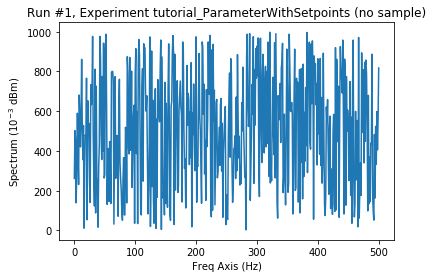 Run #1, Experiment tutorial_ParameterWithSetpoints (no sample)
1000
800
600
400
200
0
Spectrum (10⁻³ dBm)
0 100 200 300 400 500
Freq Axis (Hz)